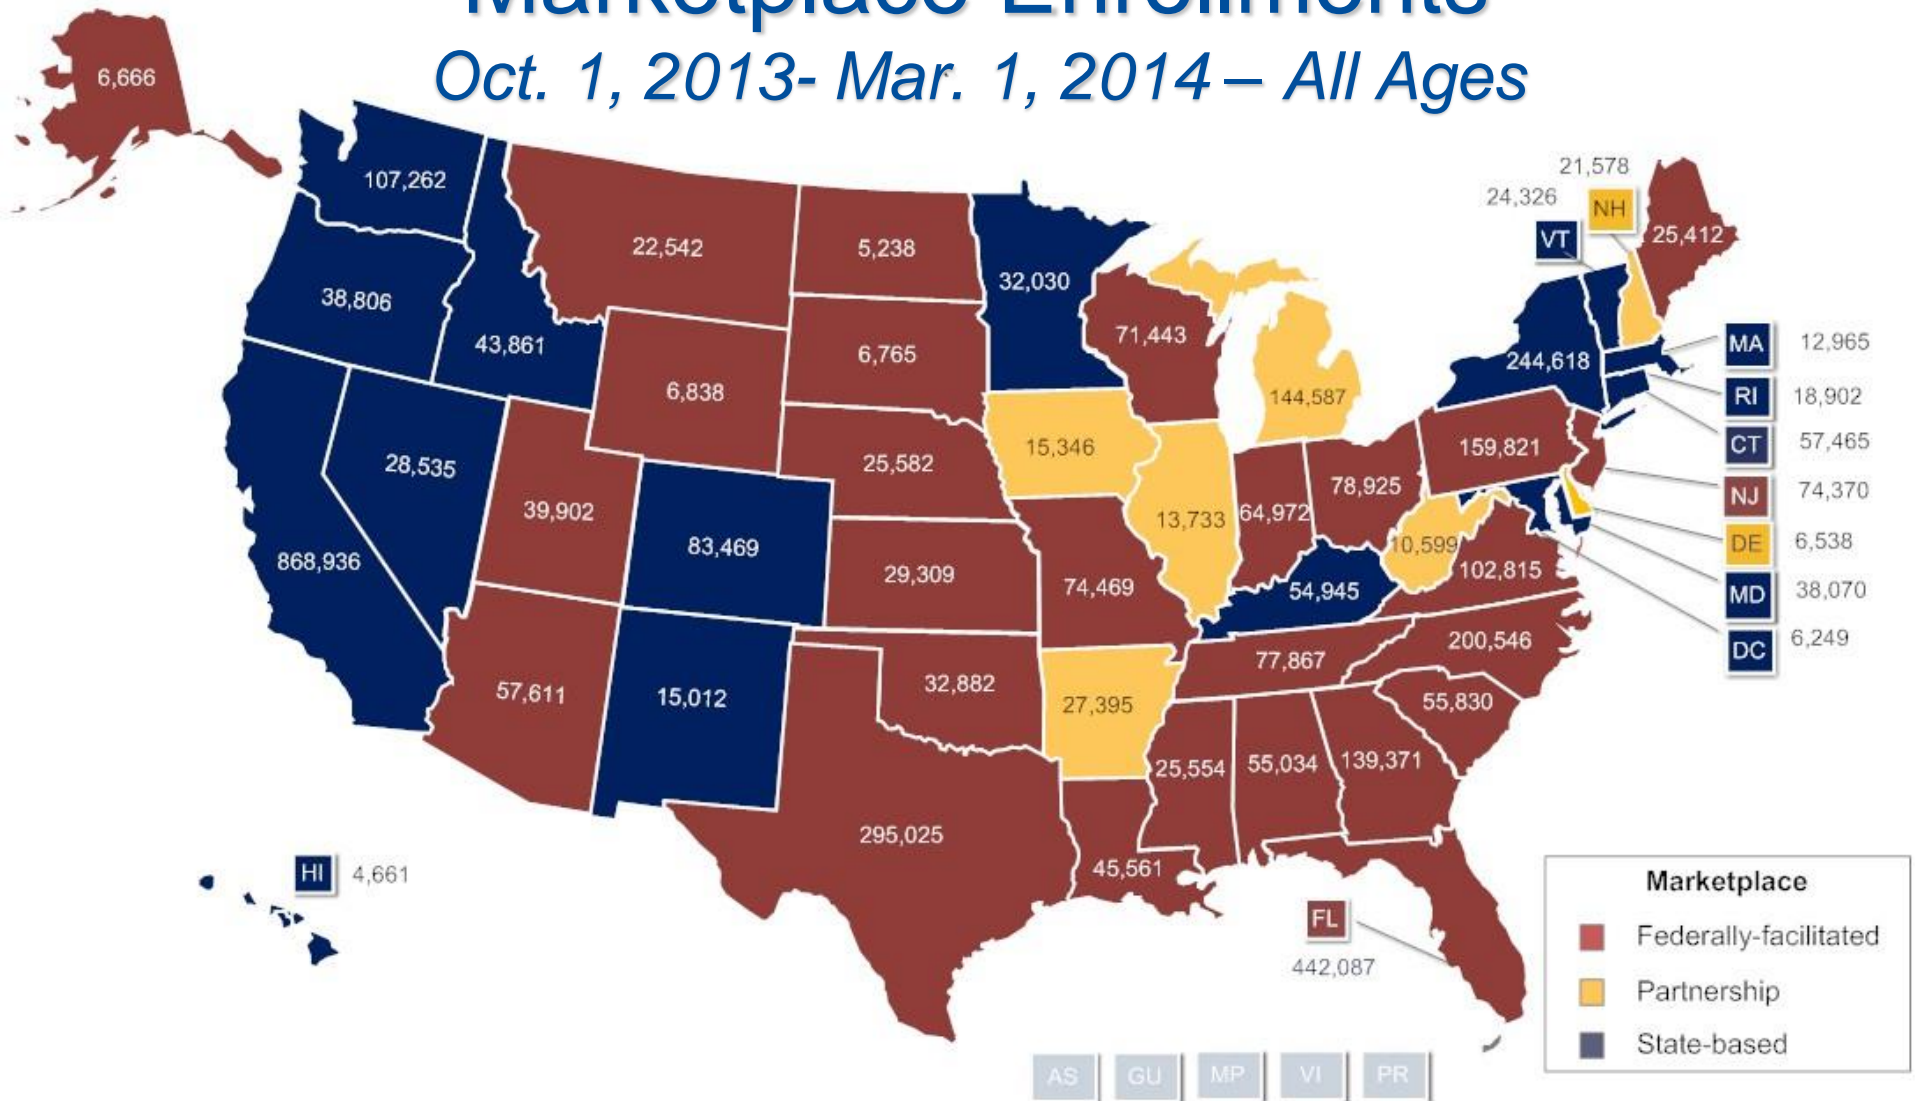 Marketplace Enrollments
Oct. 1, 2013- Mar. 1, 2014 – All Ages
6,666
107,262
38,806
43,861
22,542
5,238
32,030
6,765
6,838
71,443
144,587
21,578
24,326
NH
VT
25,412
244,618
MA 12,965
RI 18,902
CT 57,465
NJ 74,370
DE 6,538
MD 38,070
DC 6,249
868,936
28,535
39,902
83,469
25,582
15,346
13,733
64,972
78,925
159,821
10,599
102,815
29,309
74,469
54,945
200,546
77,867
57,611
15,012
32,882
27,395
55,830
25,554
55,034
139,371
295,025
45,561
HI 4,661
FL
442,087
Marketplace
Federally-facilitated
Partnership
State-based
AS GU MP VI PR